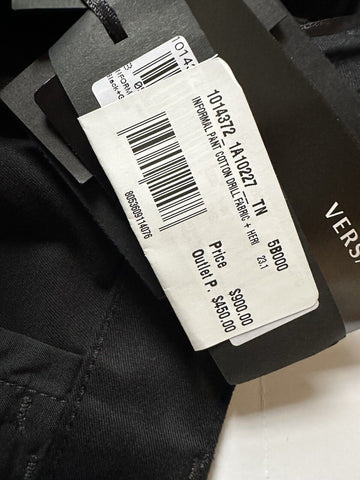 1014372 1A10227 TN 5B000
INFORMAL PANT COTTON DRILL FABRIC + HERI 23.1
Price $900.00
Outlet P. $450.00
8053609114076